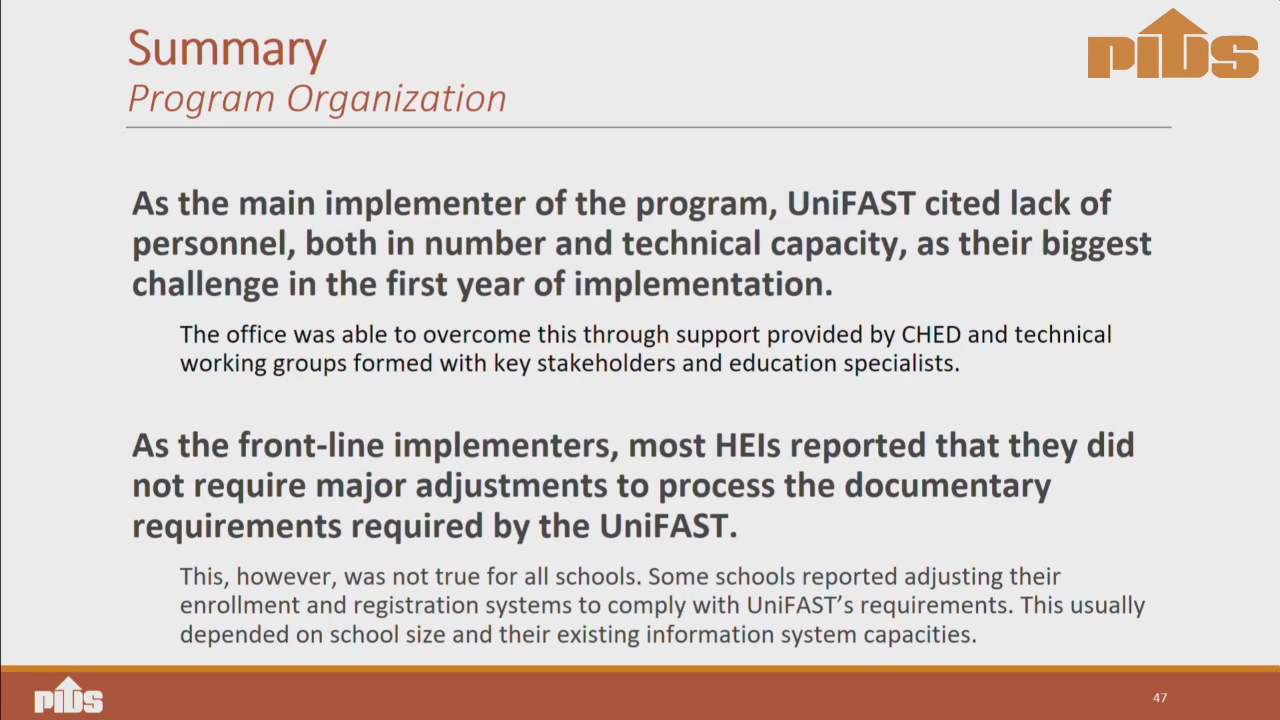 Summary
PIDS
Program Organization
As the main implementer of the program, UniFAST cited lack of
personnel, both in number and technical capacity, as their biggest
challenge in the first year of implementation.
The office was able to overcome this through support provided by CHED and technical
working groups formed with key stakeholders and education specialists.
As the front-line implementers, most HEIs reported that they did
not require major adjustments to process the documentary
requirements required by the UniFAST.
This, however, was not true for all schools. Some schools reported adjusting their
enrollment and registration systems to comply with UniFAST’s requirements. This usually
depended on school size and their existing information system capacities.
PIDS
47